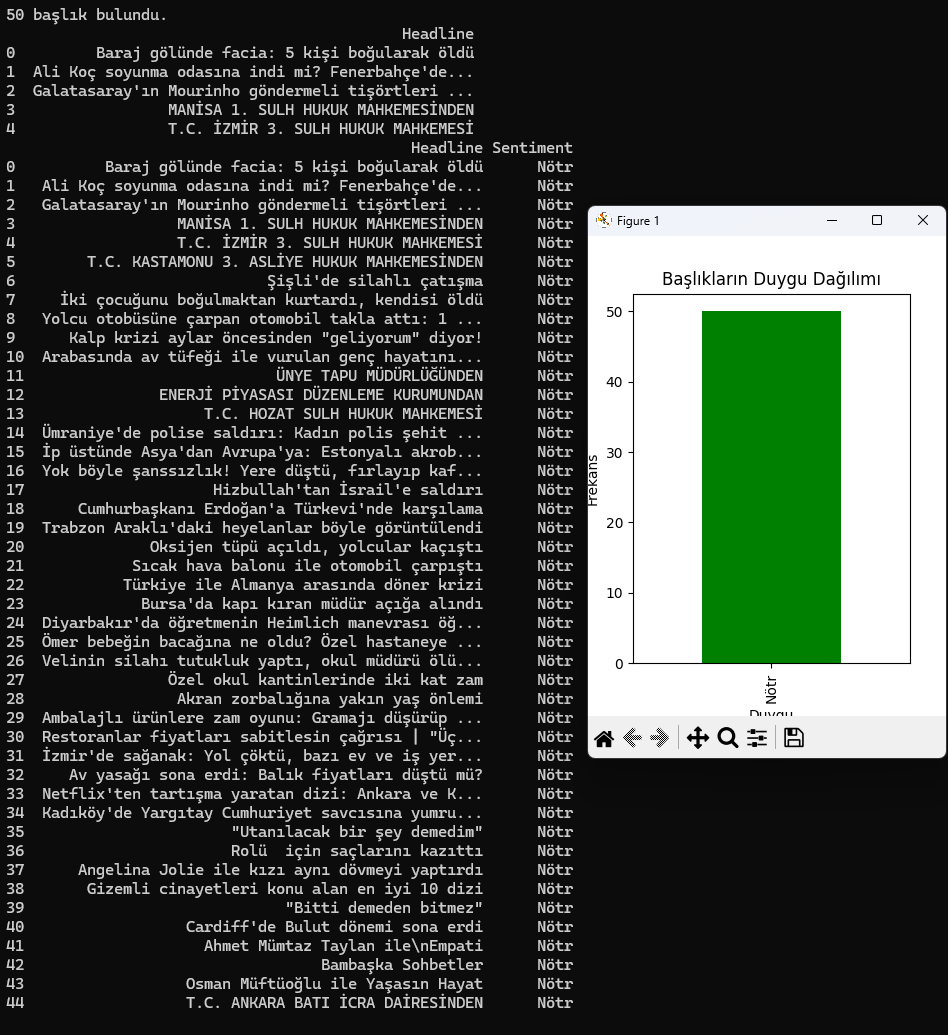 50 başlık bulundu.
Headline
0 Baraj gölünde facia: 5 kişi boğularak öldü
1 Ali Koç soyunma odasına indi mi? Fenerbahçe'de...
2 Galatasaray'ın Mourinho göndermeli tişörtleri ...
3 MANİSA 1. SULH HUKUK MAHKEMESİNDEN
4 T.C. İZMİR 3. SULH HUKUK MAHKEMESİ
Headline Sentiment
0 Baraj gölünde facia: 5 kişi boğularak öldü Nötr
1 Ali Koç soyunma odasına indi mi? Fenerbahçe'de... Nötr
2 Galatasaray'ın Mourinho göndermeli tişörtleri ... Nötr
3 MANİSA 1. SULH HUKUK MAHKEMESİNDEN Nötr
4 T.C. İZMİR 3. SULH HUKUK MAHKEMESİ Nötr
5 T.C. KASTAMONU 3. ASLİYE HUKUK MAHKEMESİNDEN Nötr
6 Şişli'de silahlı çatışma Nötr
7 İki çocuğunu boğulmaktan kurtardı, kendisi öldü Nötr
8 Yolcu otobüsüne çarpan otomobil takla attı: 1 ... Nötr
9 Kalp krizi aylar öncesinden "geliyorum" diyor! Nötr
10 Arabasında av tüfeği ile vurulan genç hayatını... Nötr
11 ÜNYE TAPU MÜDÜRLÜĞÜNDEN Nötr
12 ENERJİ PİYASASI DÜZENLEME KURUMUNDAN Nötr
13 T.C. HOZAT SULH HUKUK MAHKEMESİ Nötr
14 Ümraniye'de polise saldırı: Kadın polis şehit ... Nötr
15 İp üstünde Asya'dan Avrupa'ya: Estonyalı akrob... Nötr
16 Yok böyle şanssızlık! Yere düştü, fırlayıp kaf... Nötr
17 Hizbullah'tan İsrail'e saldırı Nötr
18 Cumhurbaşkanı Erdoğan'a Türkevi'nde karşılama Nötr
19 Trabzon Araklı'daki heyelanlar böyle görüntülendi Nötr
20 Oksijen tüpü açıldı, yolcular kaçıştı Nötr
21 Sıcak hava balonu ile otomobil çarpıştı Nötr
22 Türkiye ile Almanya arasında döner krizi Nötr
23 Bursa'da kapı kıran müdür açığa alındı Nötr
24 Diyarbakır'da öğretmenin Heimlich manevrası öğ... Nötr
25 Ömer bebeğin bacağına ne oldu? Özel hastaneye ... Nötr
26 Velinin silahı tutukluk yaptı, okul müdürü ölü... Nötr
27 Özel okul kantinlerinde iki kat zam Nötr
28 Akran zorbalığına yakın yaş önlemi Nötr
29 Ambalajlı ürünlere zam oyunu: Gramajı düşürüp ... Nötr
30 Restoranlar fiyatları sabitlesin çağrısı | "Üç... Nötr
31 İzmir'de sağanak: Yol çöktü, bazı ev ve iş yer... Nötr
32 Av yasağı sona erdi: Balık fiyatları düştü mü? Nötr
33 Netflix'ten tartışma yaratan dizi: Ankara ve K... Nötr
34 Kadıköy'de Yargıtay Cumhuriyet savcısına yumru... Nötr
35 "Utanılacak bir şey demedim" Nötr
36 Rolü  için saçlarını kazıttı Nötr
37 Angelina Jolie ile kızı aynı dövmeyi yaptırdı Nötr
38 Gizemli cinayetleri konu alan en iyi 10 dizi Nötr
39 "Bitti demeden bitmez" Nötr
40 Cardiff'de Bulut dönemi sona erdi Nötr
41 Ahmet Mümtaz Taylan ile\nEmpati Nötr
42 Bambaşka Sohbetler Nötr
43 Osman Müftüoğlu ile Yaşasın Hayat Nötr
44 T.C. ANKARA BATI İCRA DAİRESİNDEN Nötr
Figure 1
Başlıkların Duygu Dağılımı
50
40
30
20
10
0
Frekans
Nötr
Duygu